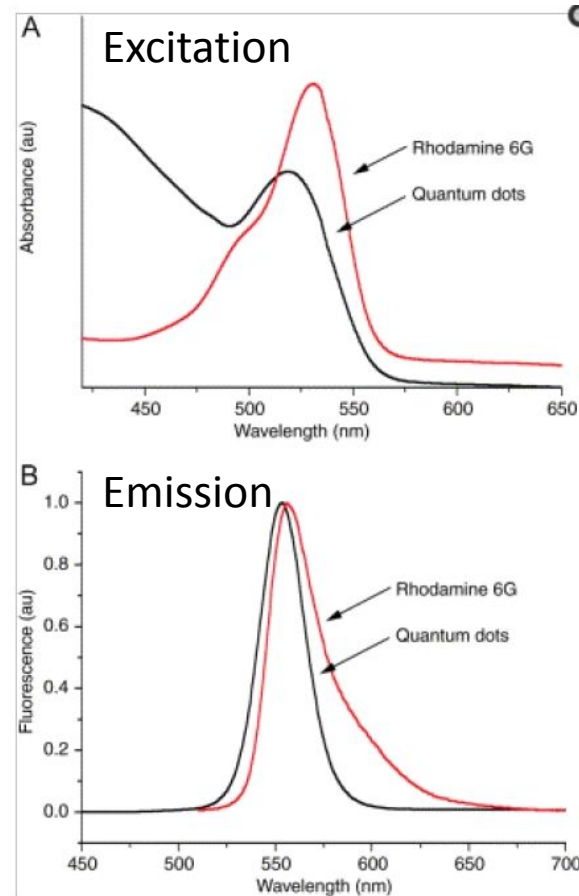 A
Excitation
Absorbance (au)
Rhodamine 6G
Quantum dots
450 500 550 600 650
Wavelength (nm)
B
Emission
Fluorescence (au)
1.0
0.8
0.6
0.4
0.2
0.0
Rhodamine 6G
Quantum dots
450 500 550 600 650 700
Wavelength (nm)